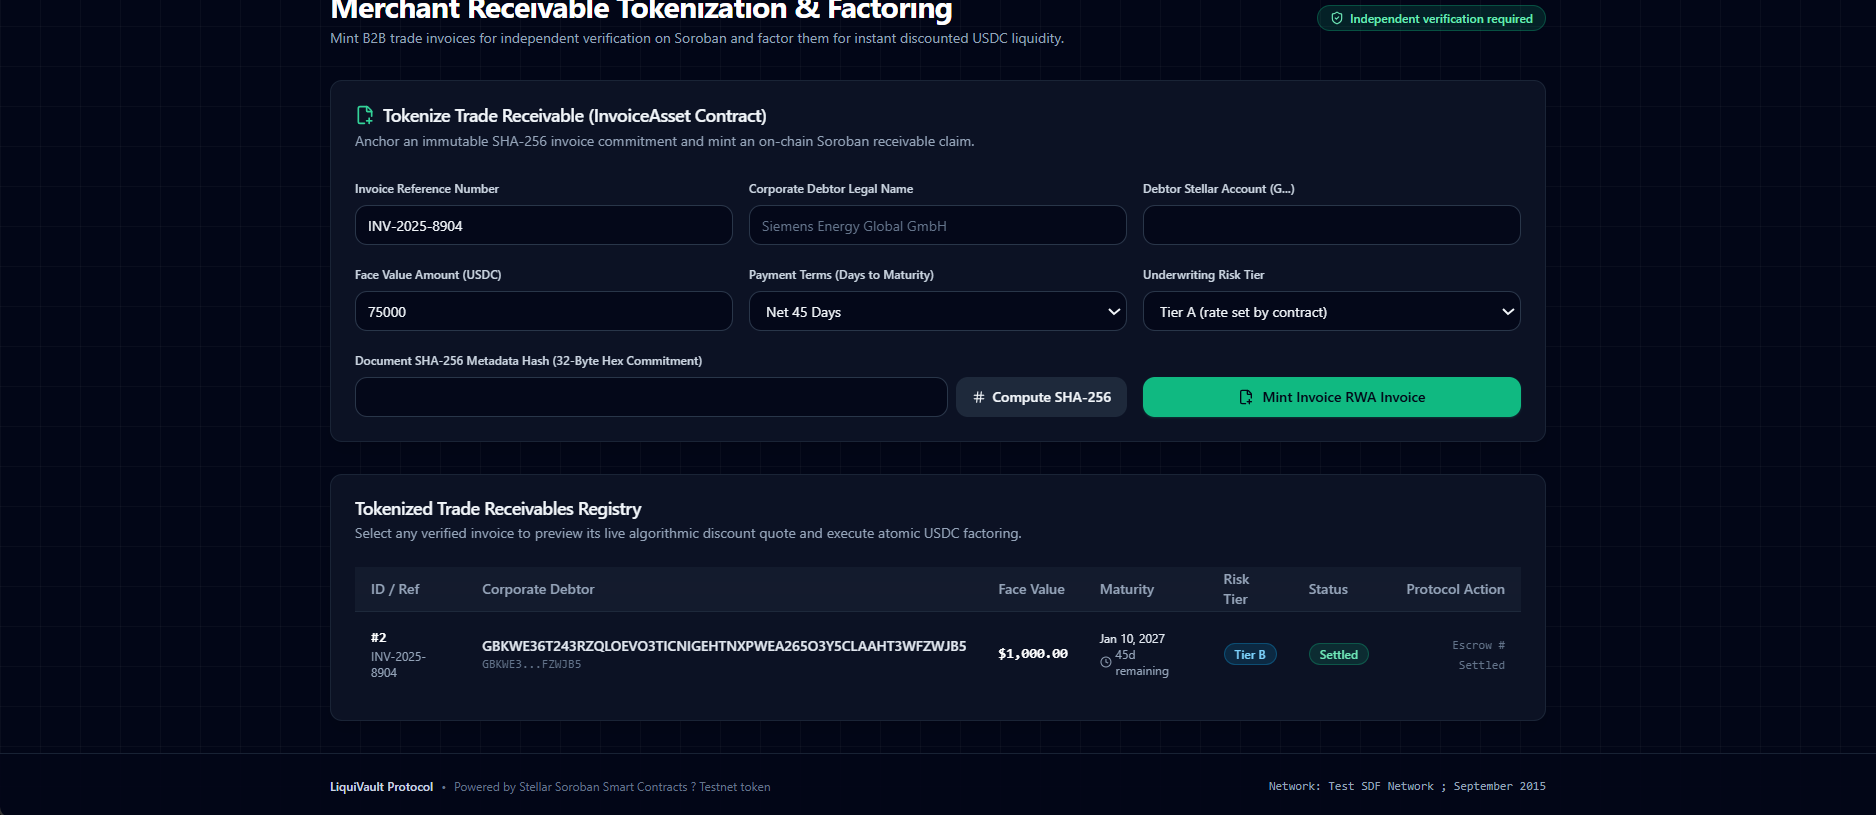 Merchant Receivable Tokenization & Factoring
Independent verification required
Mint B2B trade invoices for independent verification on Soroban and factor them for instant discounted USDC liquidity.
Tokenize Trade Receivable (InvoiceAsset Contract)
Anchor an immutable SHA-256 invoice commitment and mint an on-chain Soroban receivable claim.
Invoice Reference Number
Corporate Debtor Legal Name
Debtor Stellar Account (G...)
INV-2025-8904
Siemens Energy Global GmbH
Face Value Amount (USDC)
Payment Terms (Days to Maturity)
Underwriting Risk Tier
75000
Net 45 Days
Tier A (rate set by contract)
Document SHA-256 Metadata Hash (32-Byte Hex Commitment)
# Compute SHA-256
Mint Invoice RWA Invoice
Tokenized Trade Receivables Registry
Select any verified invoice to preview its live algorithmic discount quote and execute atomic USDC factoring.
ID / Ref
Corporate Debtor
Face Value
Maturity
Risk
Tier
Status
Protocol Action
#2
INV-2025-
8904
GBKWE36T243RZQLOEVO3TICNIGEHTNXPWEA265O3Y5CLAAHT3WFZWJB5
GBKWE3...FZWJB5
$1,000.00
Jan 10, 2027
45d
remaining
Tier B
Settled
Escrow #
Settled
LiquiVault Protocol • Powered by Stellar Soroban Smart Contracts ? Testnet token
Network: Test SDF Network ; September 2015